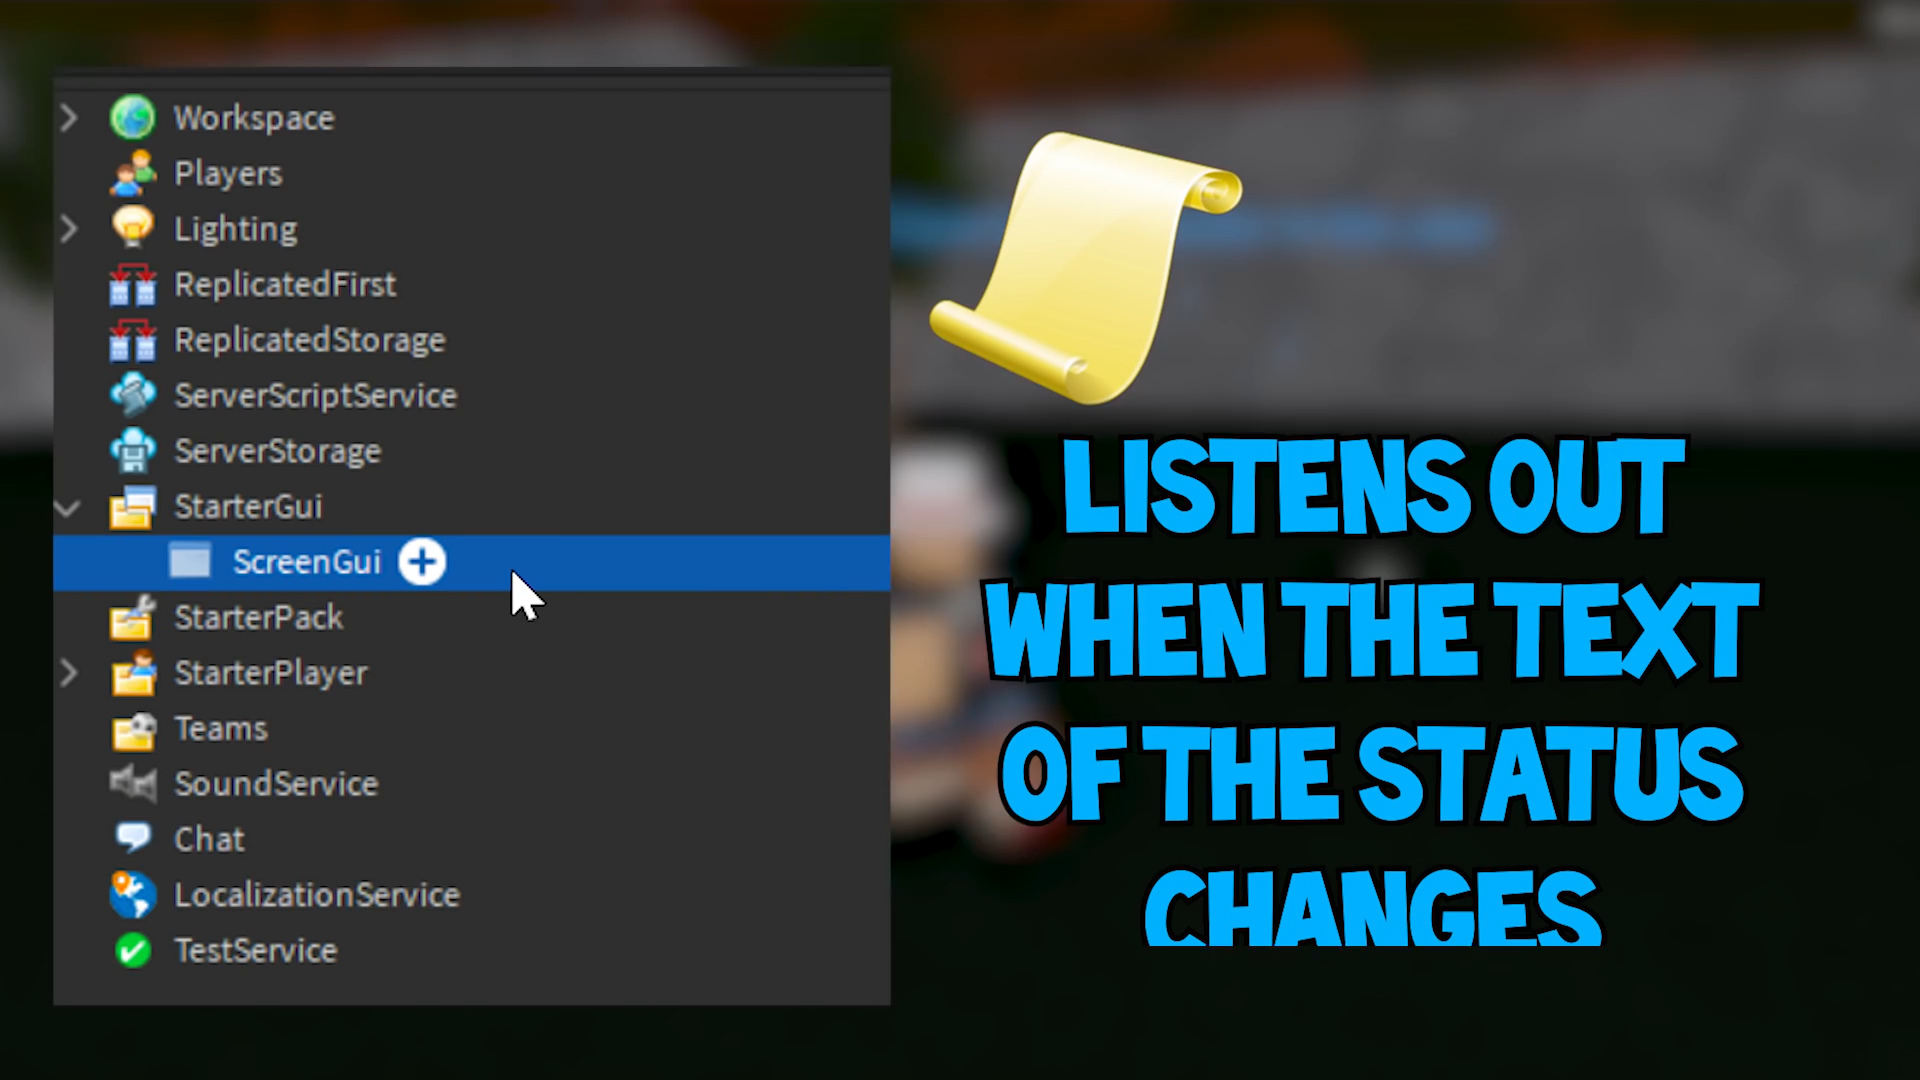 Workspace
Players
Lighting
ReplicatedFirst
ReplicatedStorage
ServerScriptService
ServerStorage
StarterGui
ScreenGui
StarterPack
StarterPlayer
Teams
SoundService
Chat
LocalizationService
TestService
LISTENS OUT
WHEN THE TEXT
OF THE STATUS
CHANGES